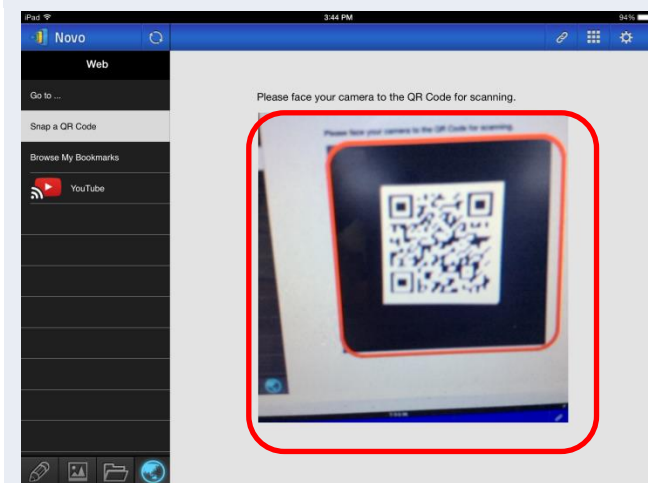 iPad
3:44 PM
94%
Novo
Web
Go to ...
Snap a QR Code
Browse My Bookmarks
YouTube
Please face your camera to the QR Code for scanning.
Please face your camera to the QR Code for scanning.